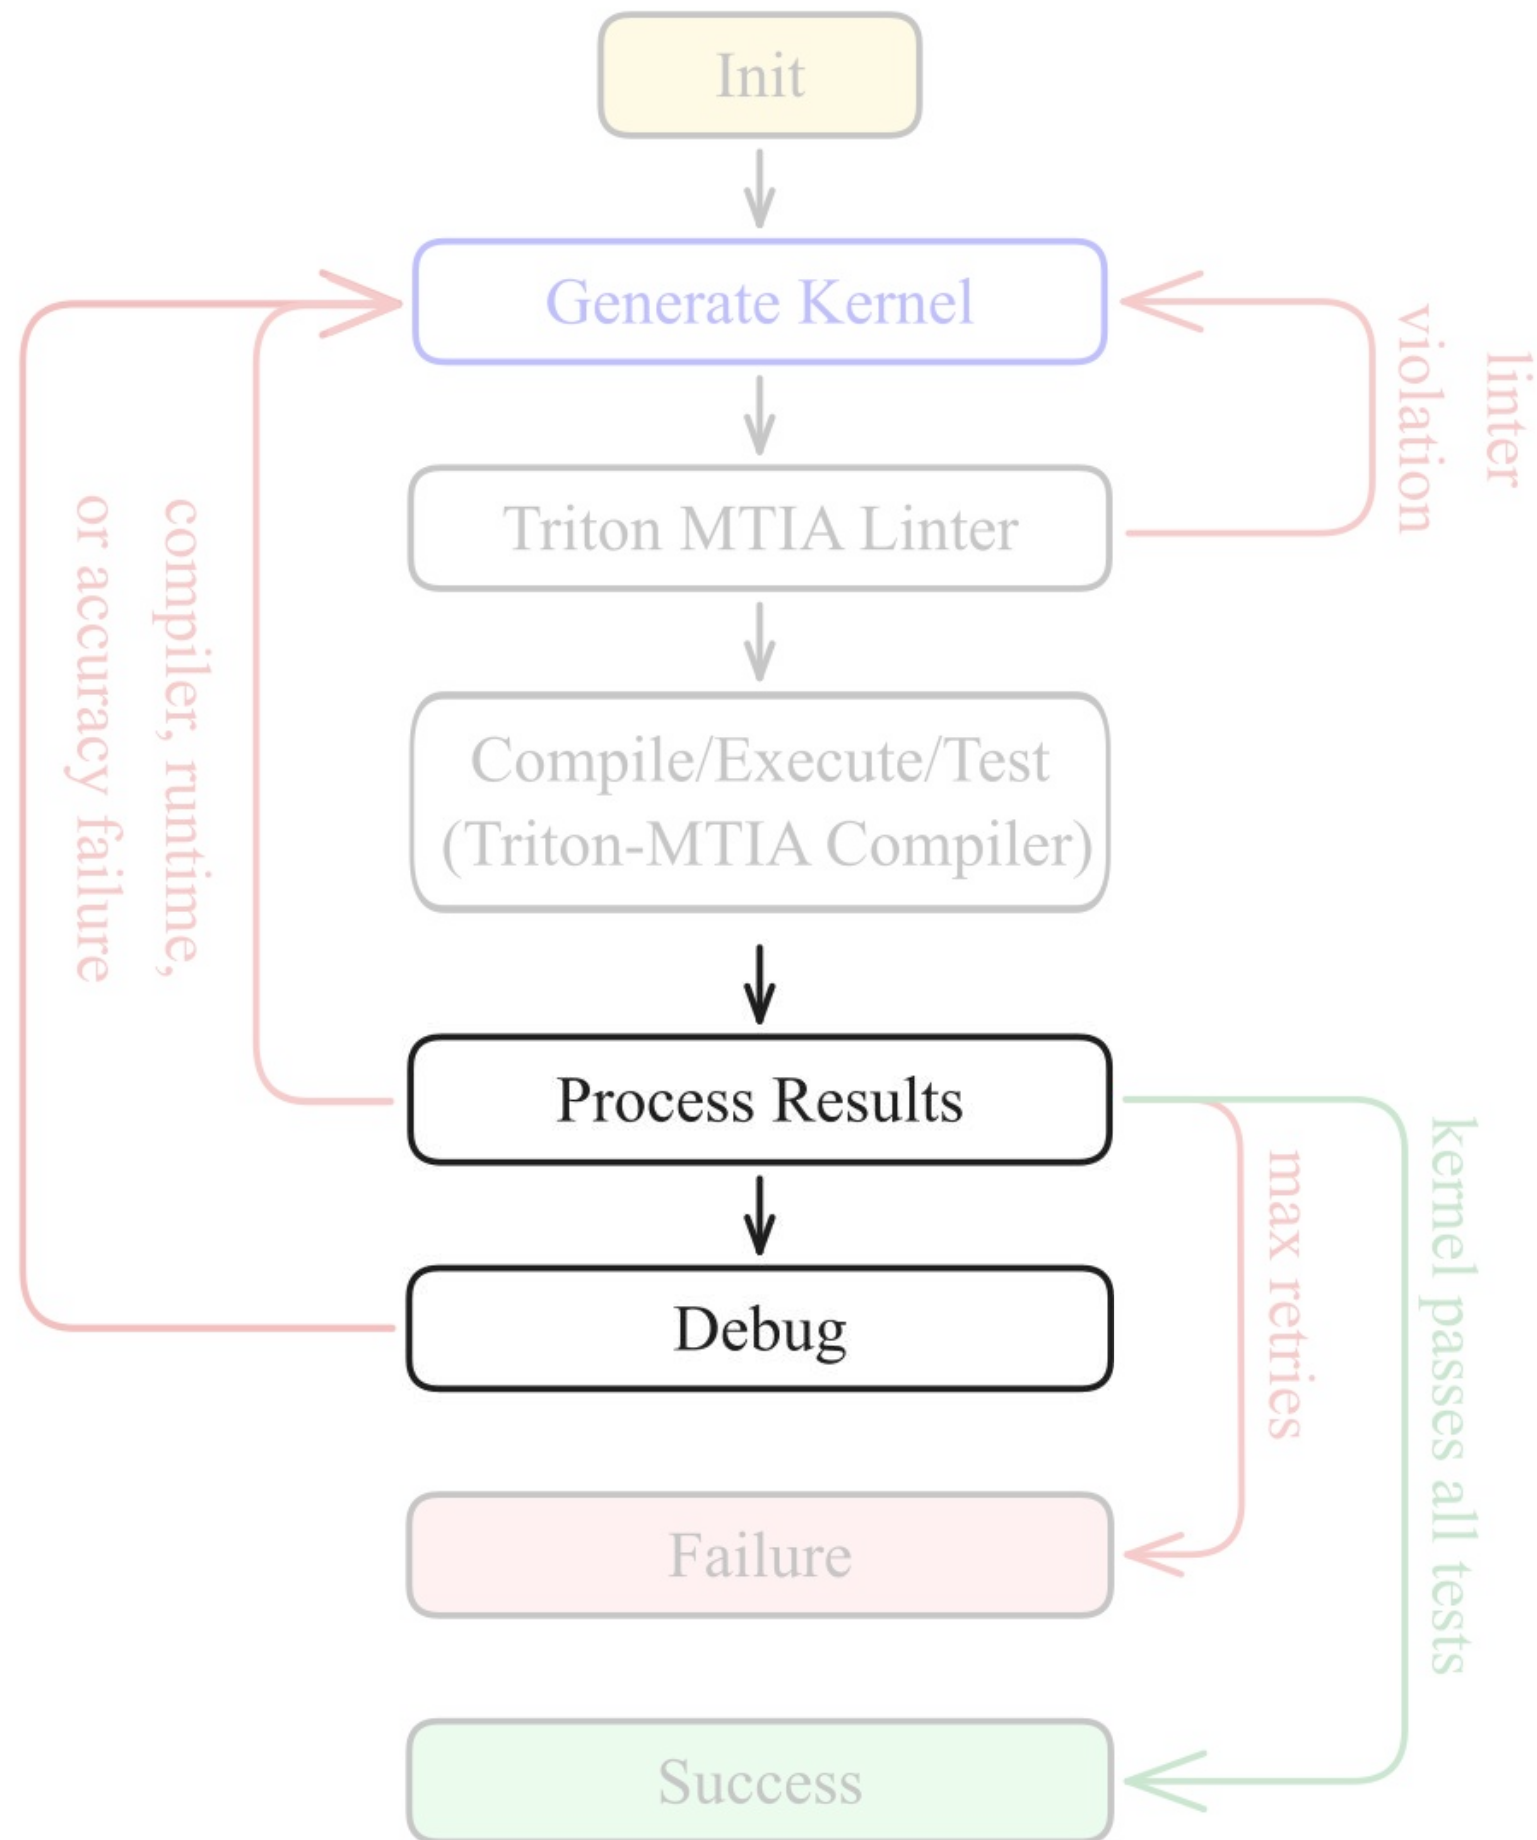 Init
Generate Kernel
linter
violation
Triton MTIA Linter
Compile/Execute/Test
(Triton-MTIA Compiler)
compiler, runtime,
or accuracy failure
Process Results
Debug
max retries
kernel passes all tests
Failure
Success